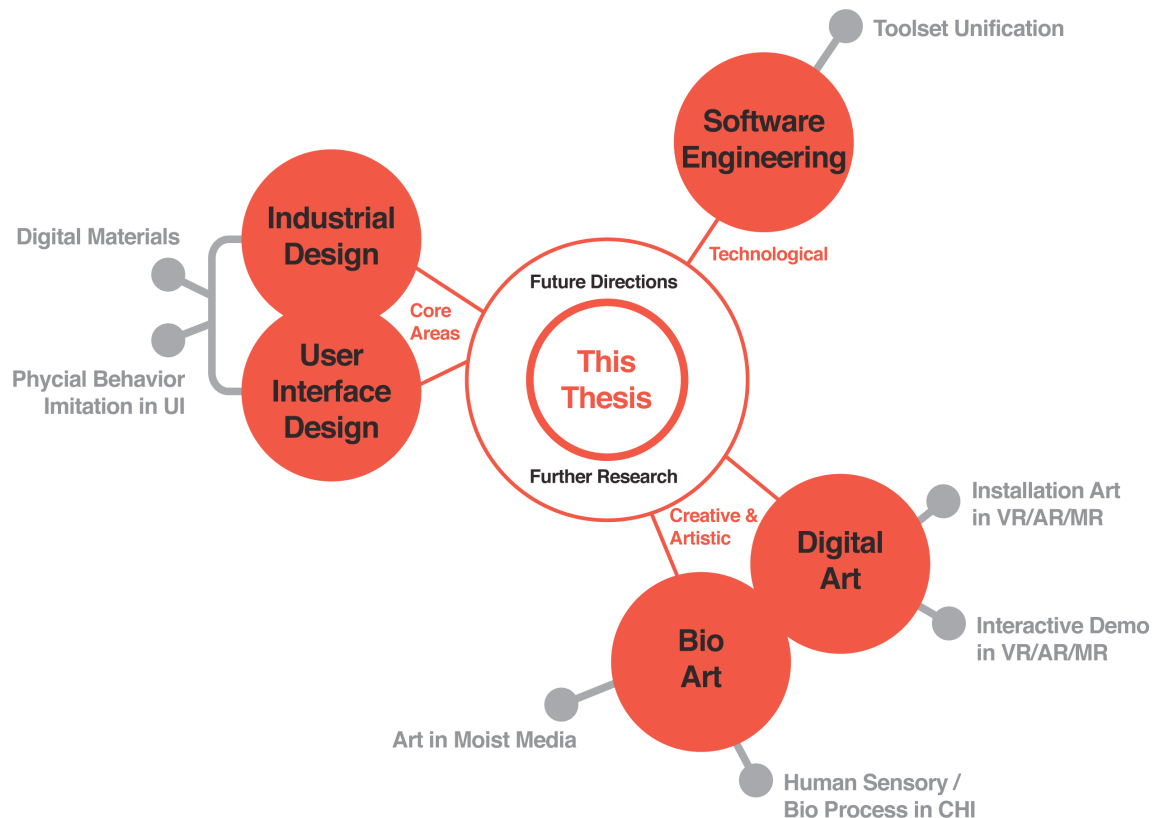 Toolset Unification
Software
Engineering
Technological
Industrial
Design
Digital Materials
Core
Areas
User
Interface
Design
Phycial Behavior
Imitation in UI
Future Directions
This
Thesis
Further Research
Creative &
Artistic
Digital
Art
Installation Art
in VR/AR/MR
Interactive Demo
in VR/AR/MR
Bio
Art
Art in Moist Media
Human Sensory /
Bio Process in CHI